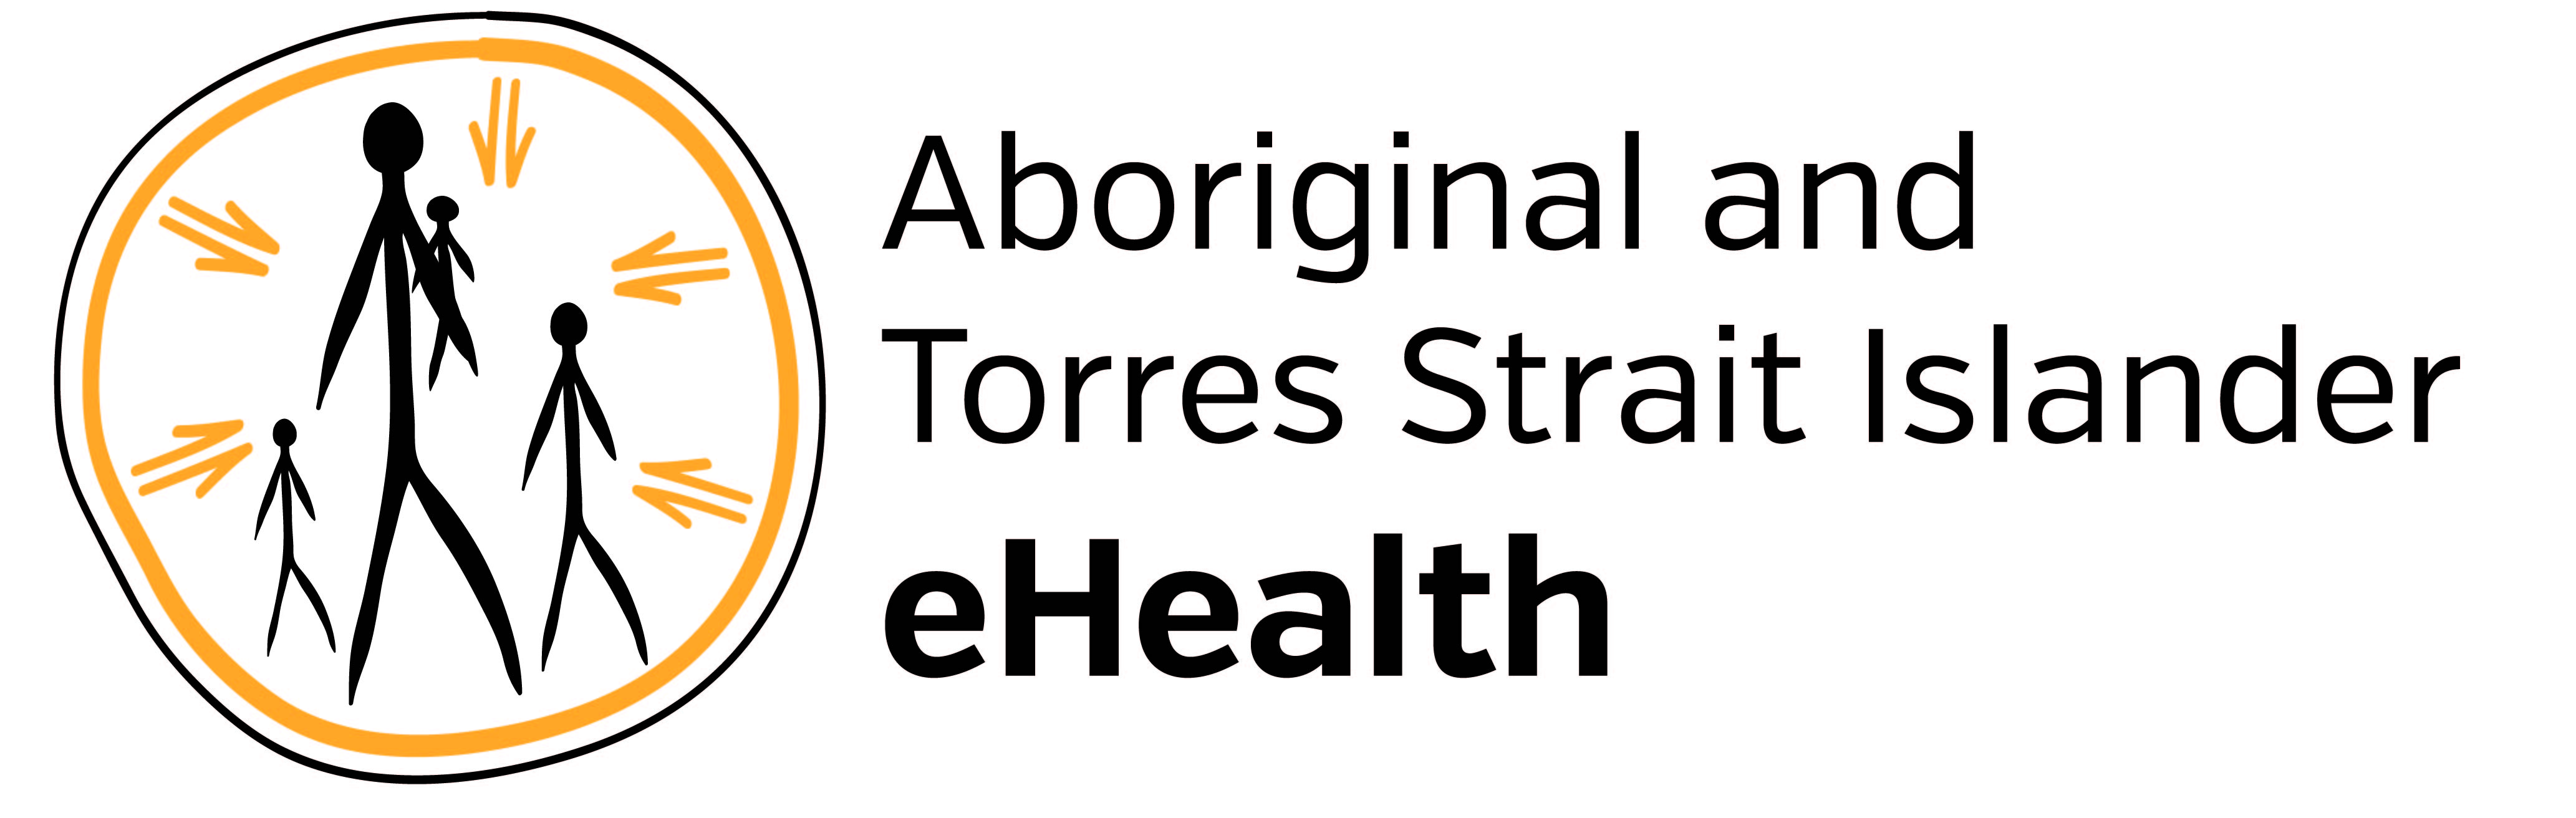 Aboriginal and
Torres Strait Islander
eHealth